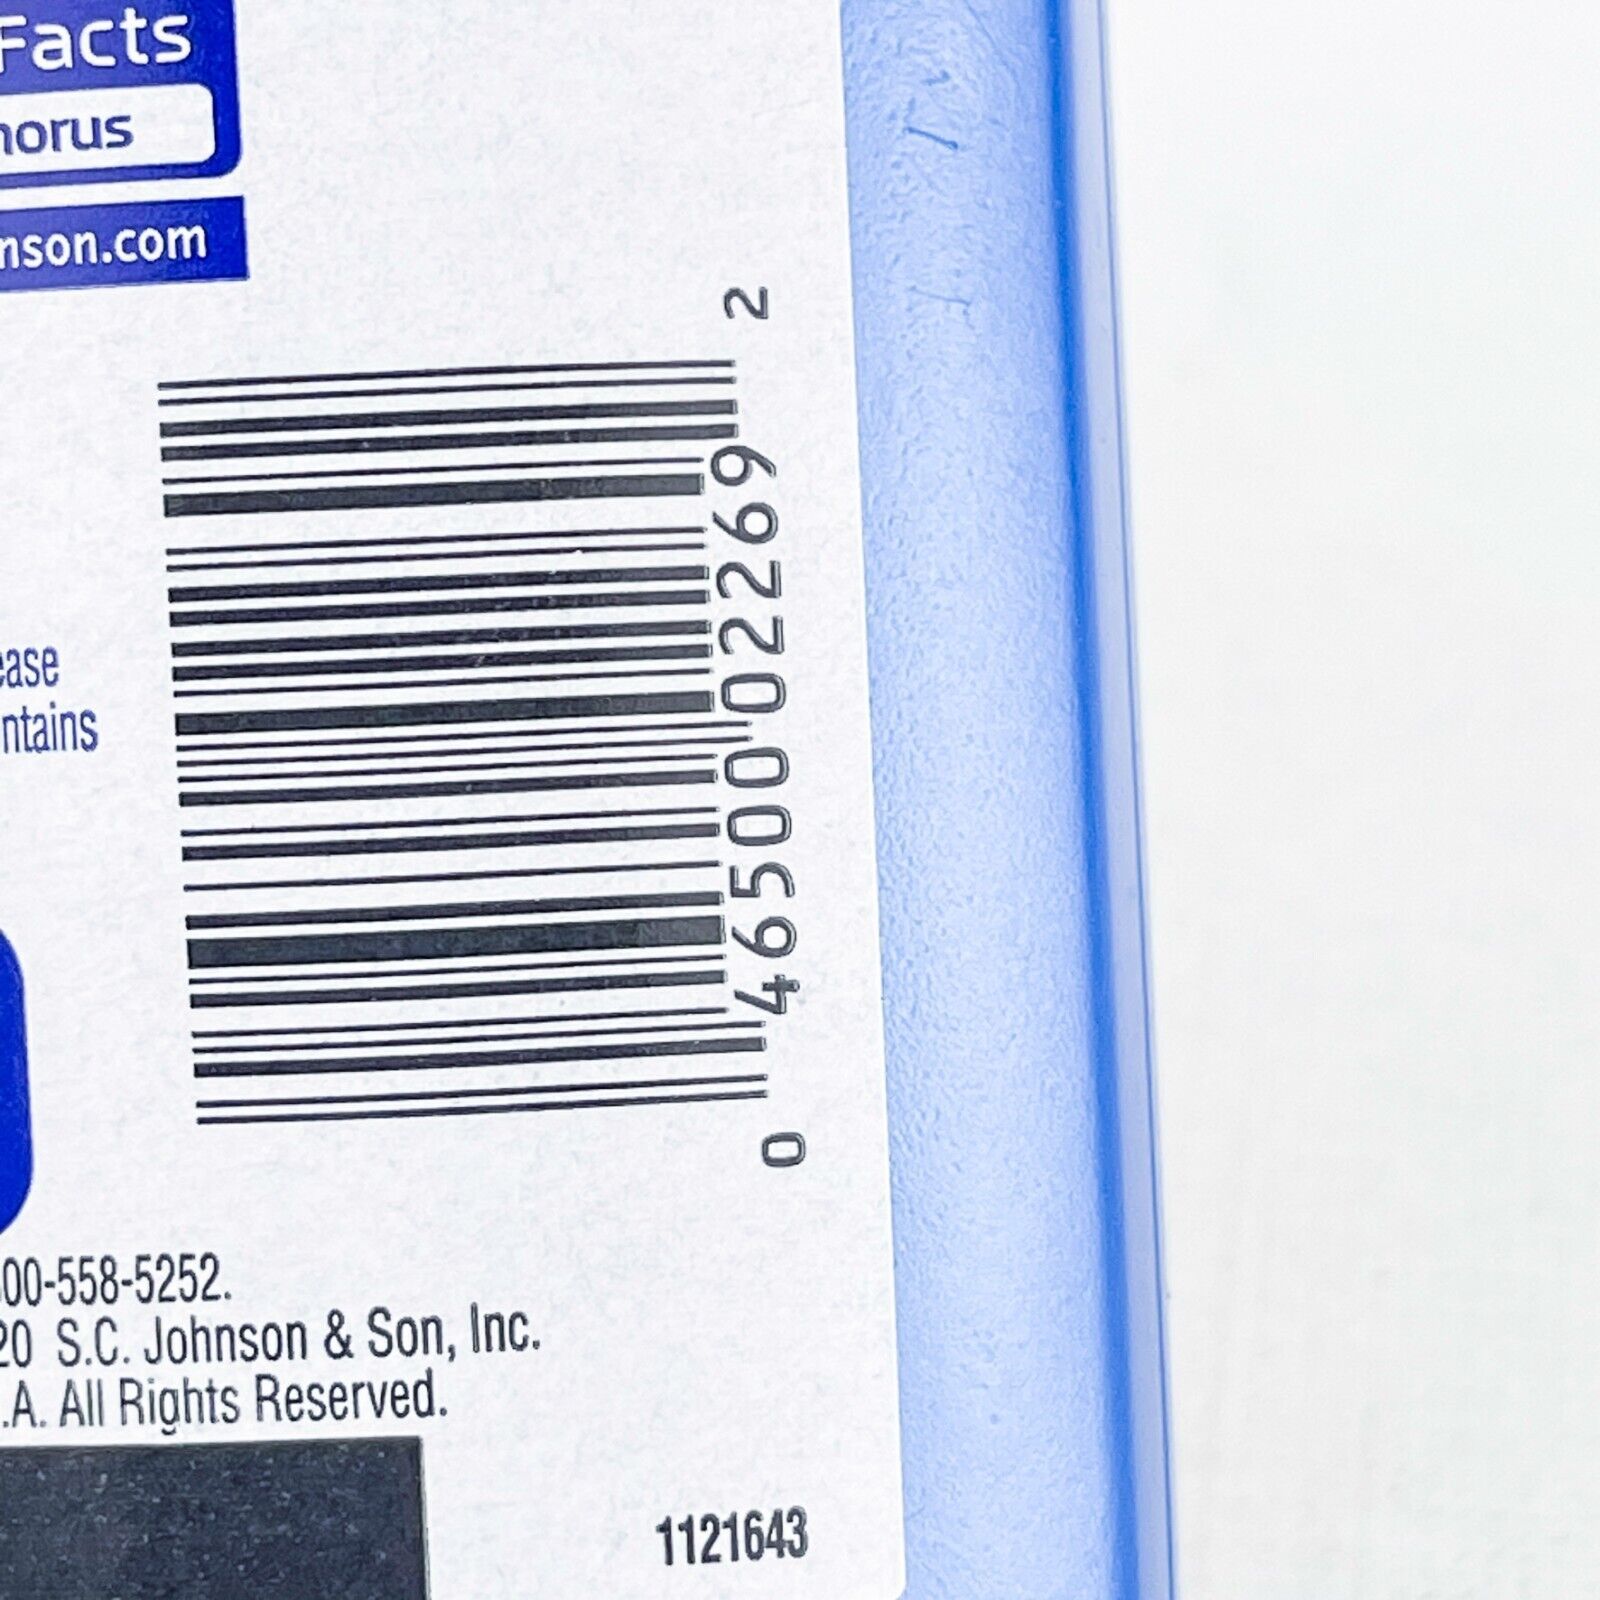 Facts
horus
nson.com
ease
ntains
0 46500 02269 2
00-558-5252.
20 S.C. Johnson & Son, Inc.
.A. All Rights Reserved.
1121643